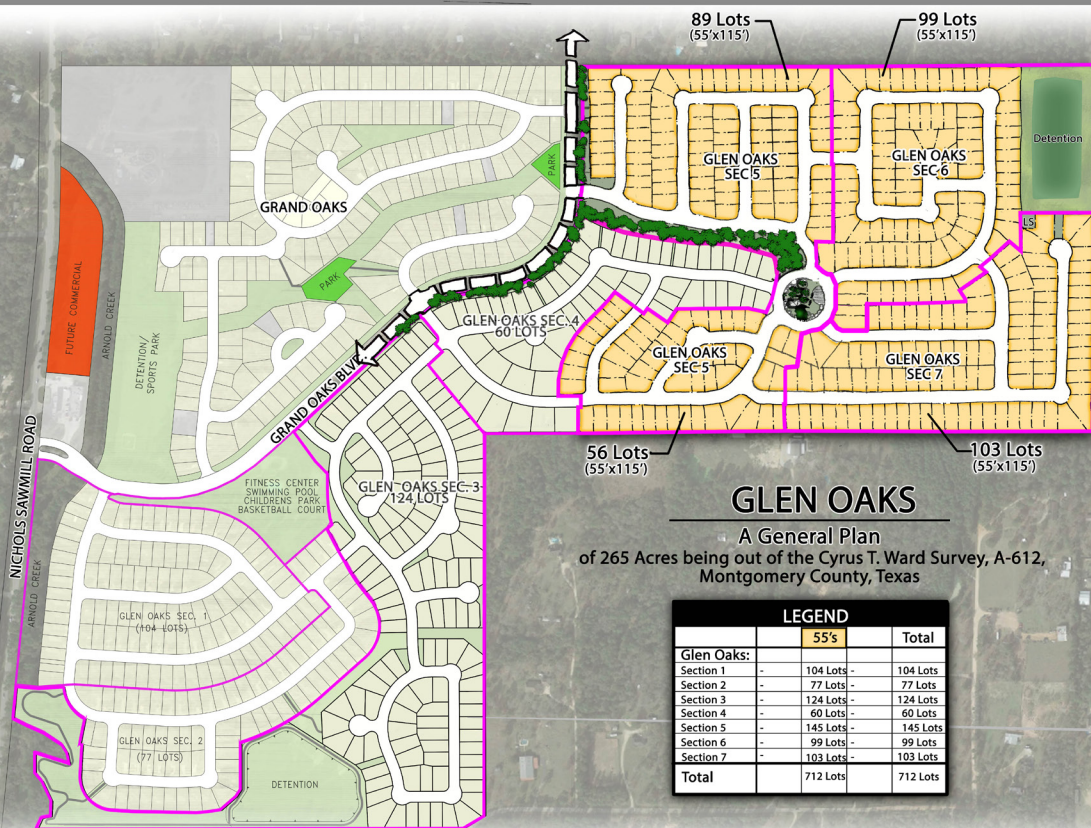 89 Lots
(55'x115')
99 Lots
(55'x115')
GLEN OAKS
SEC 5
GLEN OAKS
SEC 6
Detention
LS
PARK
GRAND OAKS
PARK
FUTURE COMMERCIAL
ARNOLD CREEK
DETENTION/
SPORTS PARK
GLEN OAKS SEC. 4
60 LOTS
GLEN OAKS
SEC 5
GLEN OAKS
SEC 7
GRAND OAKS BLVD.
56 Lots
(55'x115')
103 Lots
(55'x115')
NICHOLS SAWMILL ROAD
FITNESS CENTER
SWIMMING POOL
CHILDRENS PARK
BASKETBALL COURT
GLEN OAKS SEC. 3
124 LOTS
ARNOLD CREEK
GLEN OAKS SEC. 1
(104 LOTS)
GLEN OAKS SEC. 2
(77 LOTS)
DETENTION
GLEN OAKS
A General Plan
of 265 Acres being out of the Cyrus T. Ward Survey, A-612,
Montgomery County, Texas
LEGEND
55's Total
Glen Oaks:
Section 1 - 104 Lots - 104 Lots
Section 2 - 77 Lots - 77 Lots
Section 3 - 124 Lots - 124 Lots
Section 4 - 60 Lots - 60 Lots
Section 5 - 145 Lots - 145 Lots
Section 6 - 99 Lots - 99 Lots
Section 7 - 103 Lots - 103 Lots
Total 712 Lots 712 Lots